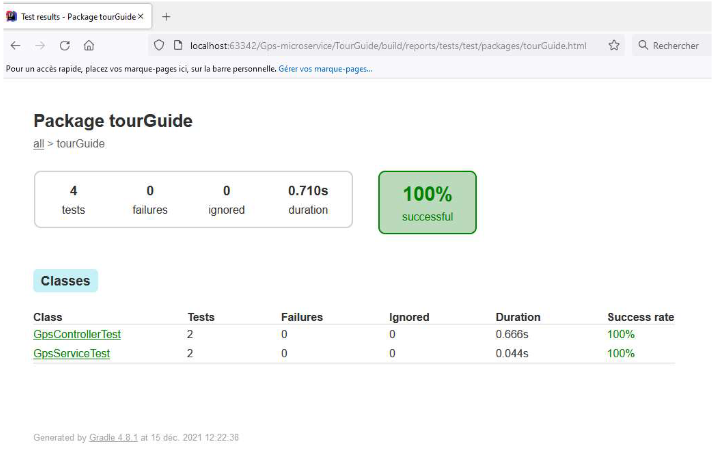 Test results - Package tourGuide
localhost:63342/Gps-microservice/TourGuide/build/reports/tests/test/packages/tourGuide.html
Rechercher
Pour un accès rapide, placez vos marque-pages ici, sur la barre personnelle. Gérer vos marque-pages...
Package tourGuide
all > tourGuide
4 0 0 0.710s
tests failures ignored duration
100%
successful
Classes
Class Tests Failures Ignored Duration Success rate
GpsControllerTest 2 0 0 0.666s 100%
GpsServiceTest 2 0 0 0.044s 100%
Generated by Gradle 4.8.1 at 15 déc. 2021 12:22:36